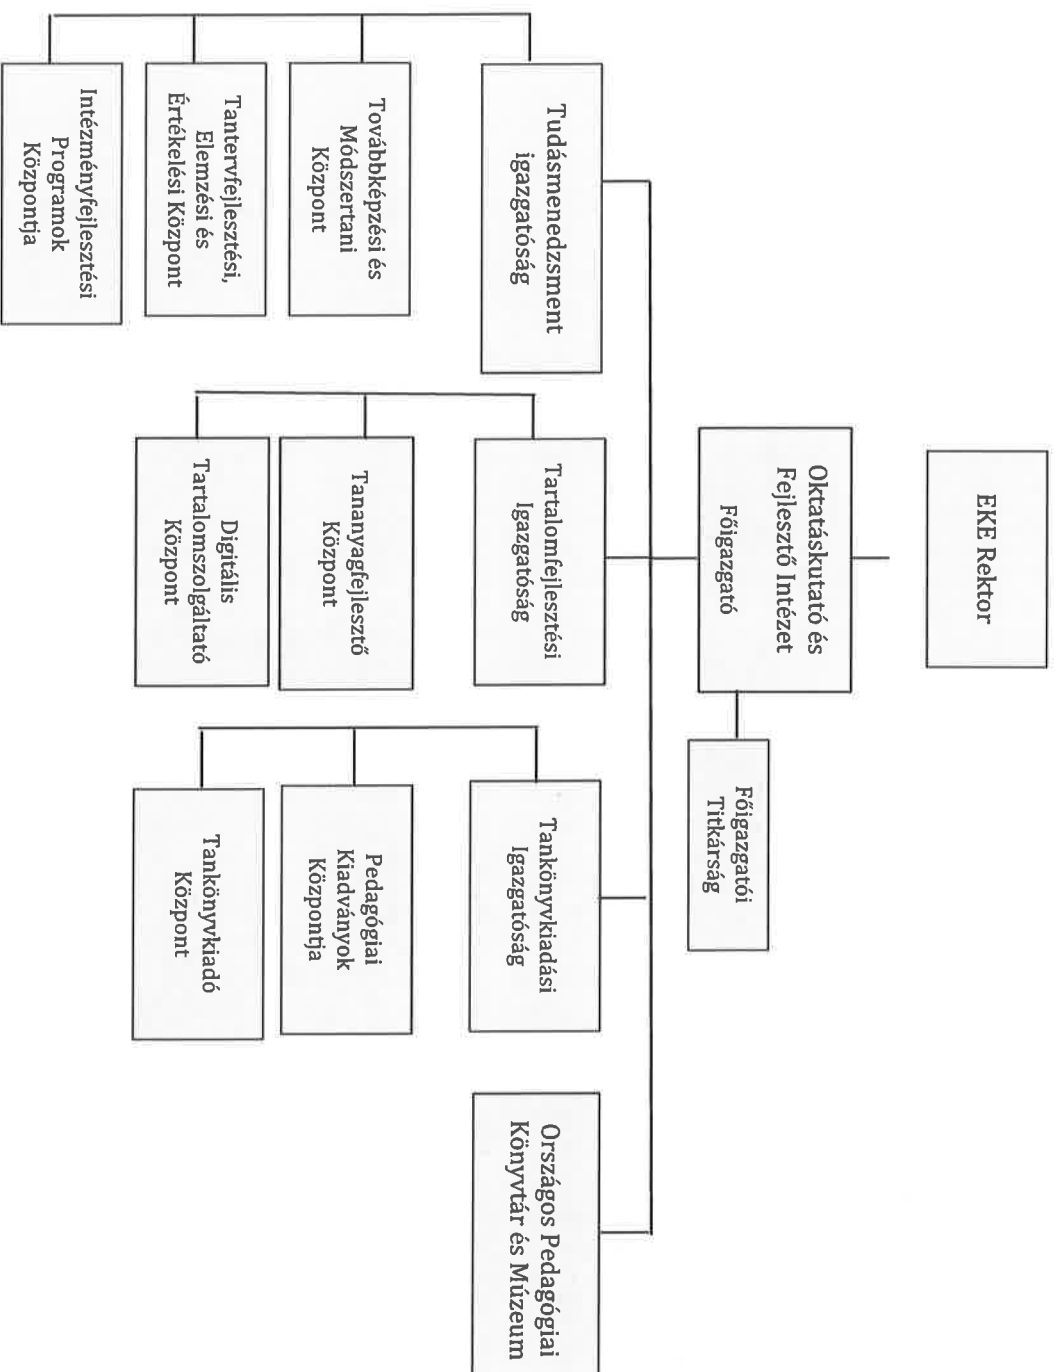 EKE Rektor
Oktatáskutató és
Fejlesztő Intézet
Főigazgató
Főigazgatói
Titkárság
Tudásmenedzsment
igazgatóság
Továbbképzési és
Módszertani
Központ
Tantervfejlesztési,
Elemzési és
Értékelési Központ
Intézményfejlesztési
Programok
Központja
Tartalomfejlesztési
Igazgatóság
Tananyagfejlesztő
Központ
Digitális
Tartalomszolgáltató
Központ
Tankönyvkiadási
Igazgatóság
Pedagógiai
Kiadványok
Központja
Tankönyvkiadó
Központ
Országos Pedagógiai
Könyvtár és Múzeum